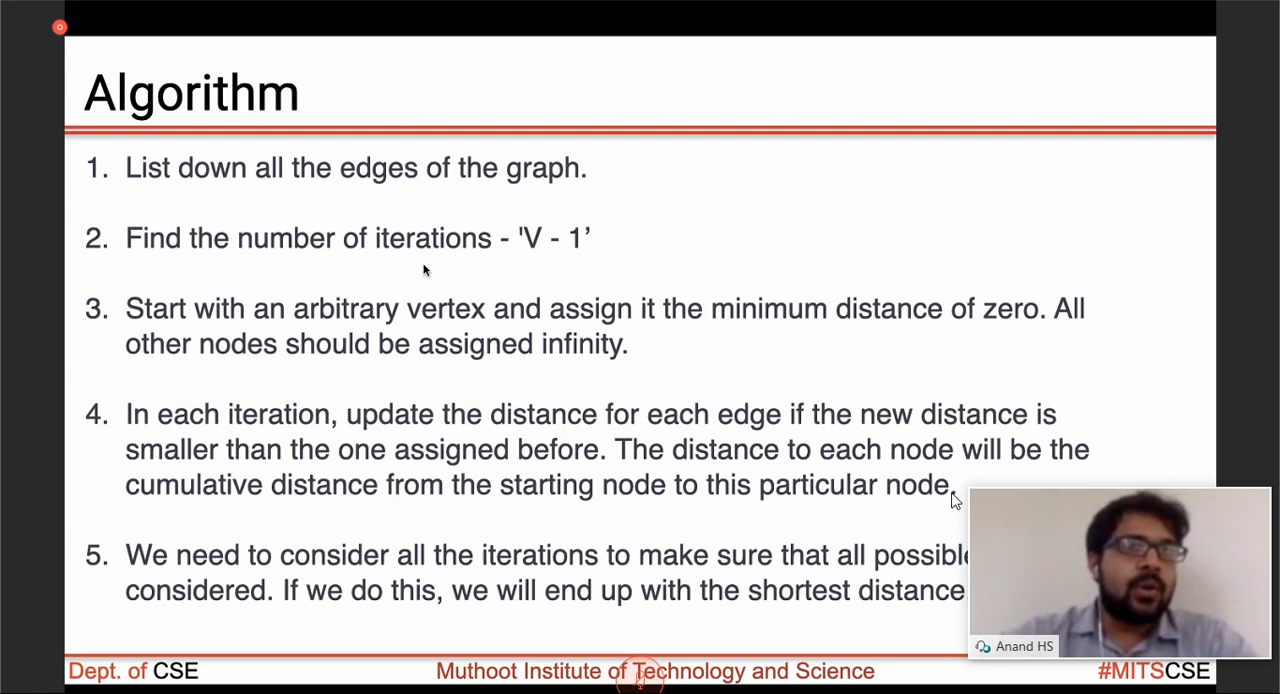 Algorithm
1. List down all the edges of the graph.
2. Find the number of iterations - 'V - 1’
3. Start with an arbitrary vertex and assign it the minimum distance of zero. All
other nodes should be assigned infinity.
4. In each iteration, update the distance for each edge if the new distance is
smaller than the one assigned before. The distance to each node will be the
cumulative distance from the starting node to this particular node.
5. We need to consider all the iterations to make sure that all possible
considered. If we do this, we will end up with the shortest distance
Anand HS
Dept. of CSE
Muthoot Institute of Technology and Science
#MITSCSE